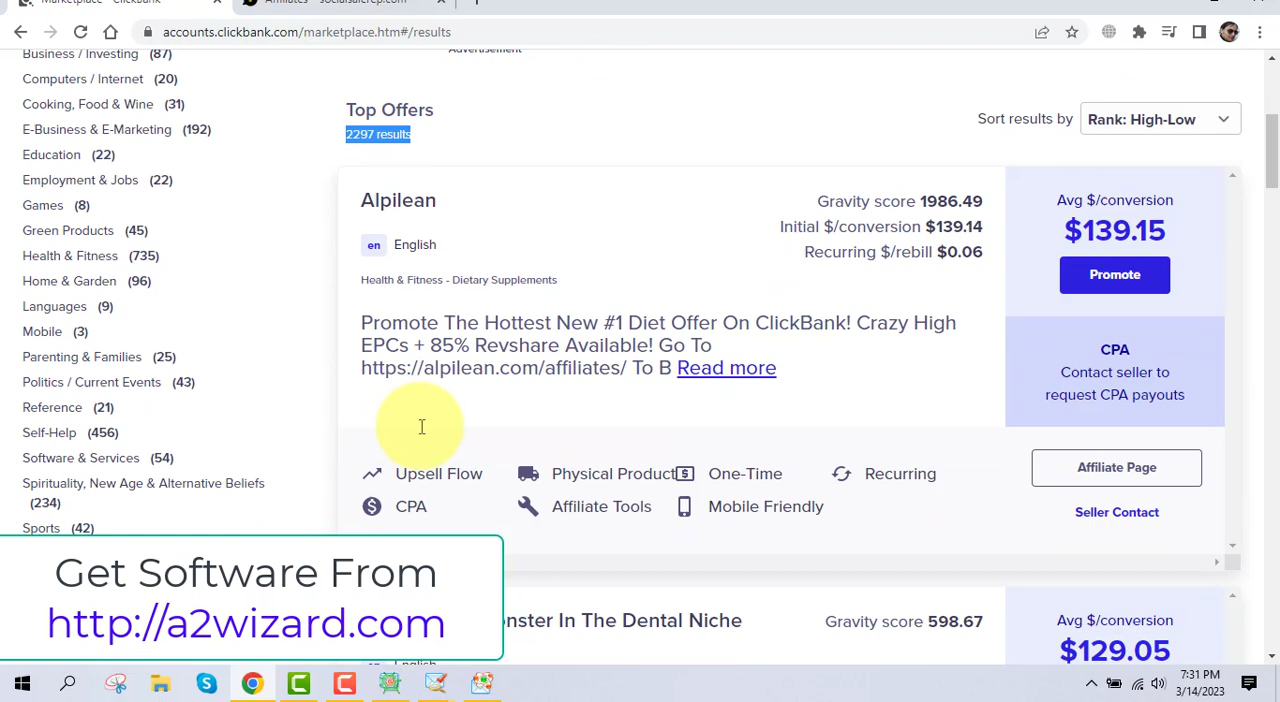 Marketplace - ClickBank
Affiliates - socialsalerep.com
accounts.clickbank.com/marketplace.htm#/results
Business / Investing (87)
Computers / Internet (20)
Cooking, Food & Wine (31)
E-Business & E-Marketing (192)
Education (22)
Employment & Jobs (22)
Games (8)
Green Products (45)
Health & Fitness (735)
Home & Garden (96)
Languages (9)
Mobile (3)
Parenting & Families (25)
Politics / Current Events (43)
Reference (21)
Self-Help (456)
Software & Services (54)
Spirituality, New Age & Alternative Beliefs
(234)
Sports (42)
Advertisement
Top Offers
2297 results
Sort results by Rank: High-Low
Alpilean
en English
Health & Fitness - Dietary Supplements
Gravity score 1986.49
Initial $/conversion $139.14
Recurring $/rebill $0.06
Promote The Hottest New #1 Diet Offer On ClickBank! Crazy High
EPCs + 85% Revshare Available! Go To
https://alpilean.com/affiliates/ To B Read more
Avg $/conversion
$139.15
Promote
CPA
Contact seller to
request CPA payouts
Upsell Flow Physical Product One-Time Recurring
CPA Affiliate Tools Mobile Friendly
Affiliate Page
Seller Contact
nster In The Dental Niche
English
Gravity score 598.67
Avg $/conversion
$129.05
Get Software From
http://a2wizard.com
7:31 PM
3/14/2023